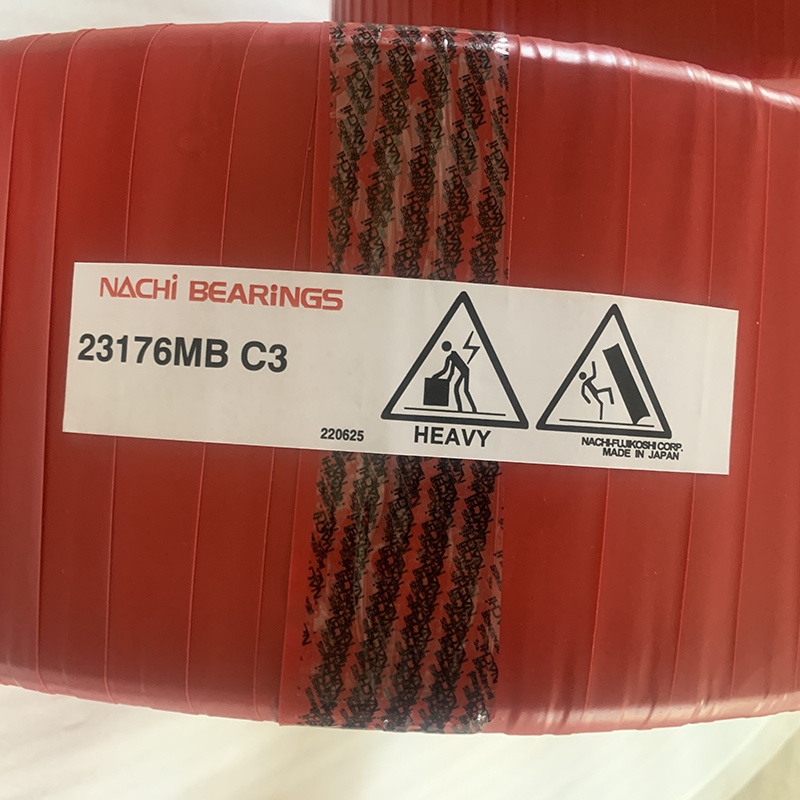 NACHi BEARiNGS
23176MB C3
220625
HEAVY
NACHI-FUJIKOSHI CORP.
MADE IN JAPAN